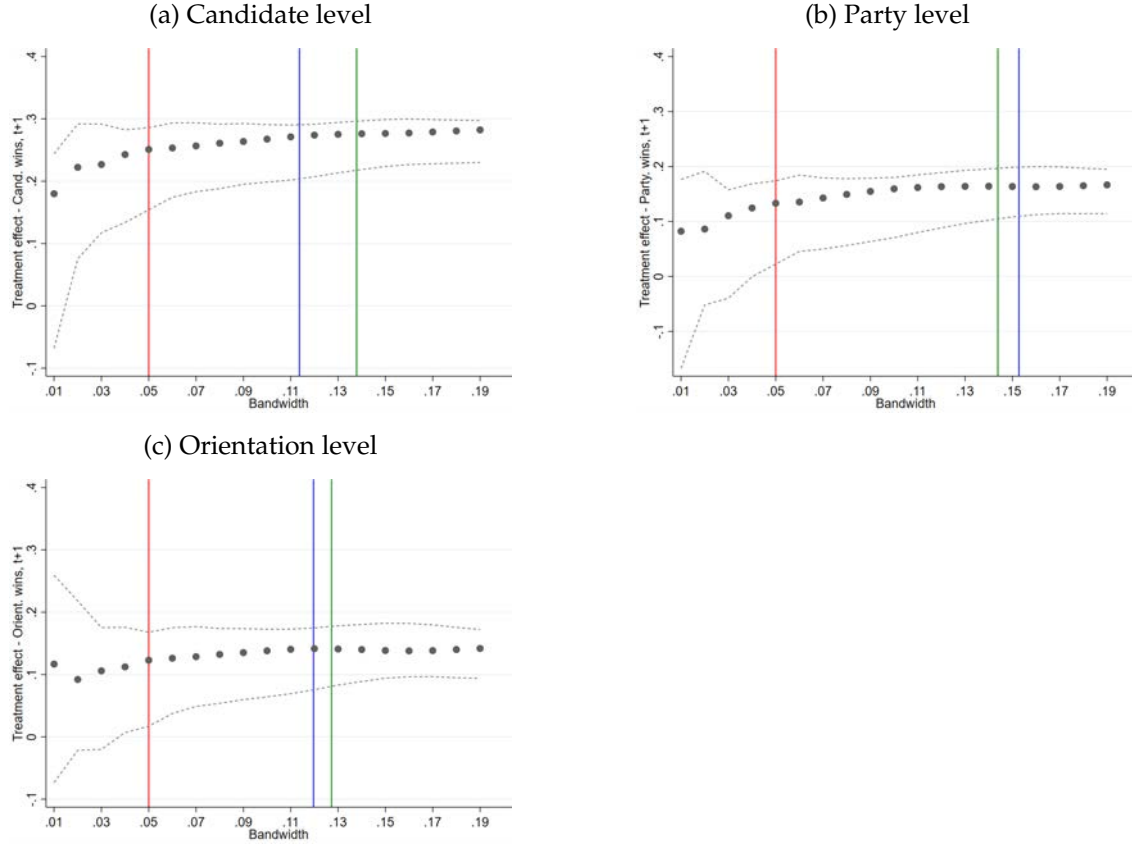 (a) Candidate level
Treatment effect - Cand. wins, t+1
.4
.3
.2
.1
0
-.1
.01 .03 .05 .07 .09 .11 .13 .15 .17 .19
Bandwidth
(b) Party level
Treatment effect - Party. wins, t+1
.4
.3
.2
.1
0
-.1
.01 .03 .05 .07 .09 .11 .13 .15 .17 .19
Bandwidth
(c) Orientation level
Treatment effect - Orient. wins, t+1
.4
.3
.2
.1
0
-.1
.01 .03 .05 .07 .09 .11 .13 .15 .17 .19
Bandwidth